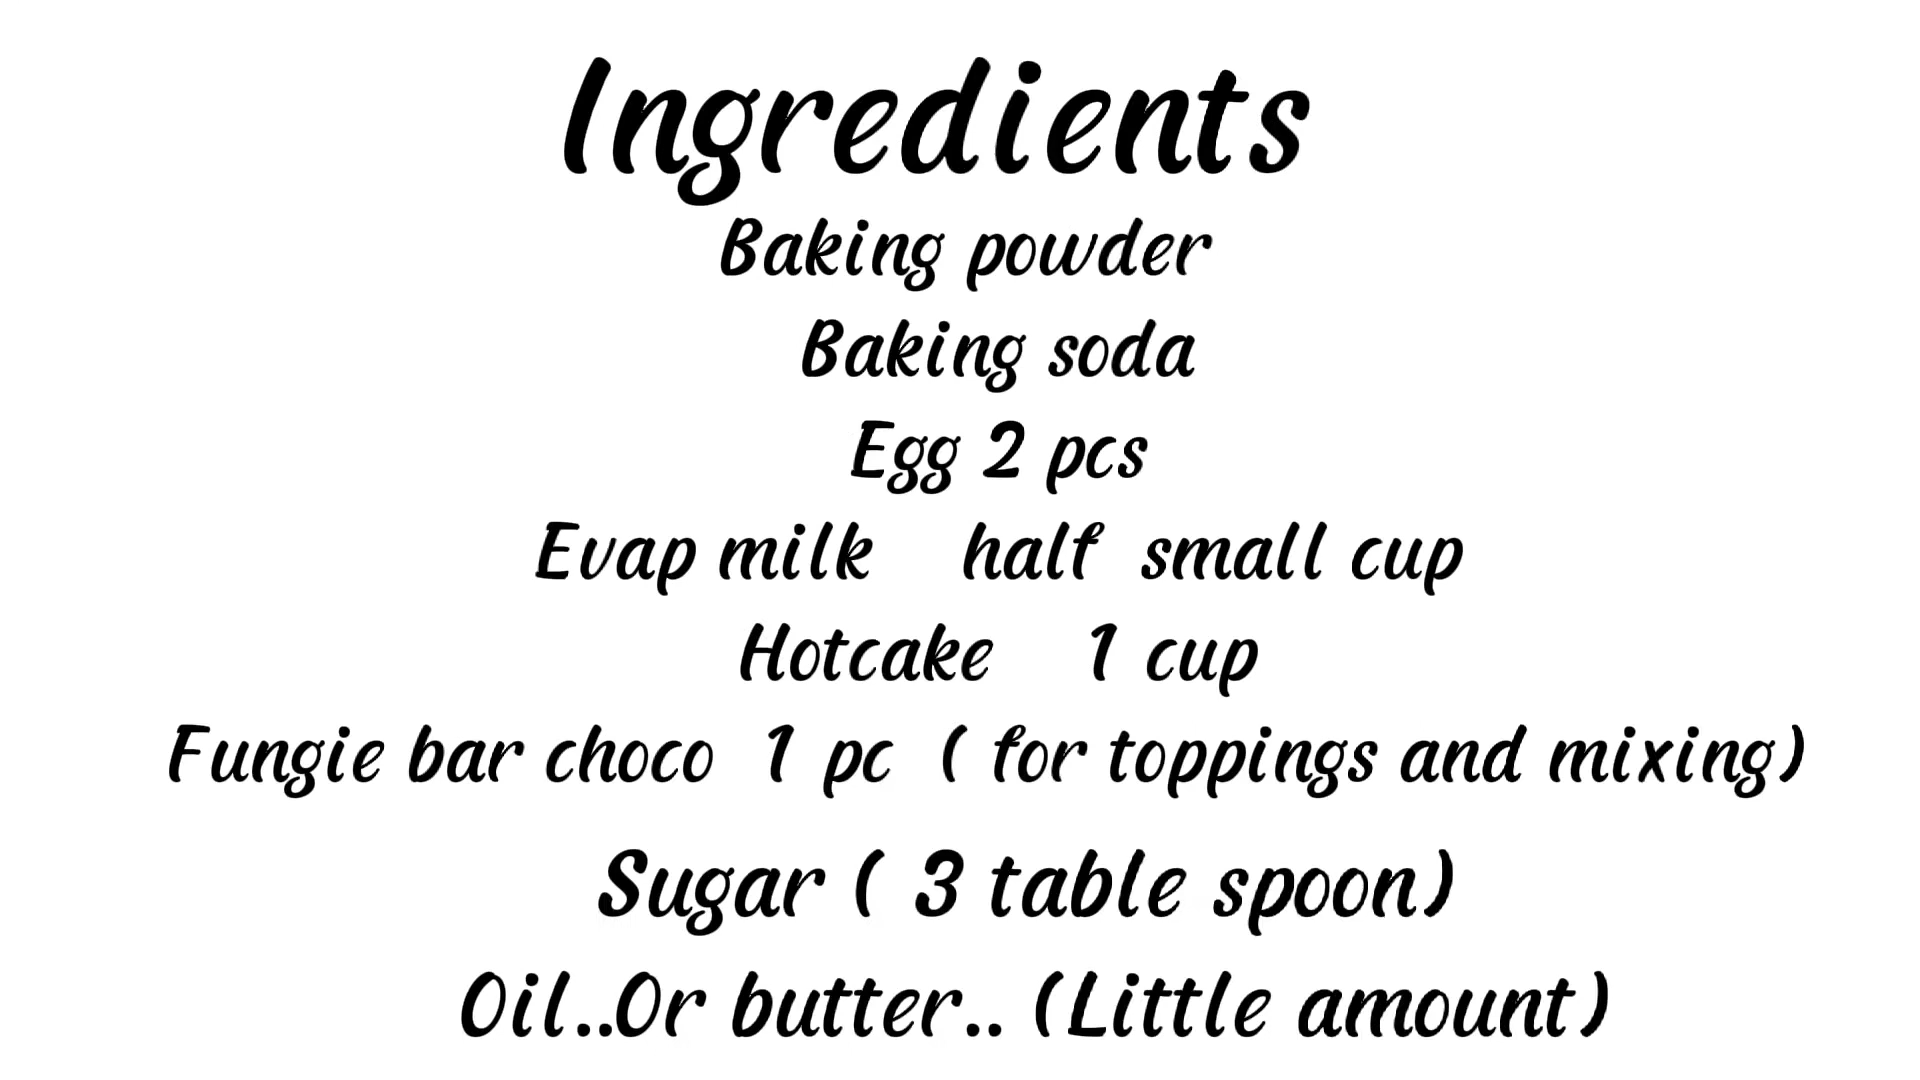 Ingredients
Baking powder
Baking soda
Egg 2 pcs
Evap milk half small cup
Hotcake 1 cup
Fungie bar choco 1 pc ( for toppings and mixing)
Sugar ( 3 table spoon)
Oil..Or butter.. (Little amount)